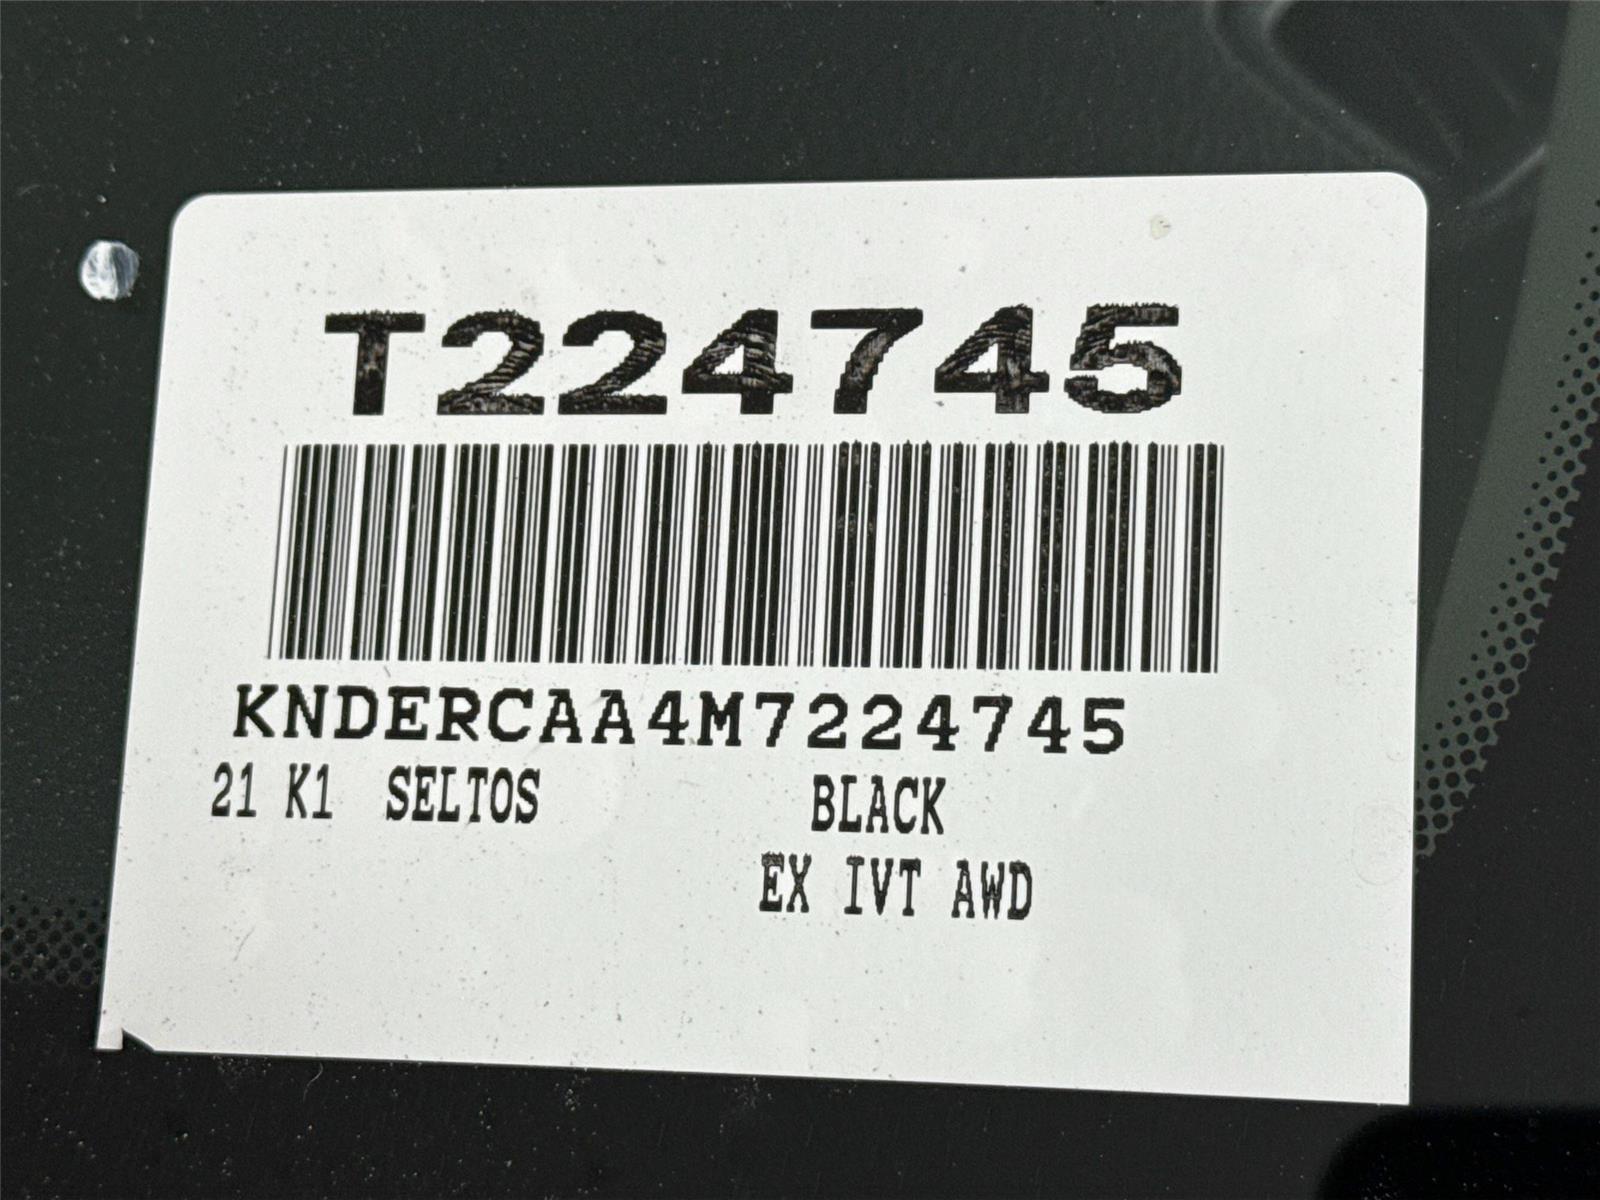 T224745
KNDERCAA4M7224745
21 K1 SELTOS BLACK
EX IVT AWD